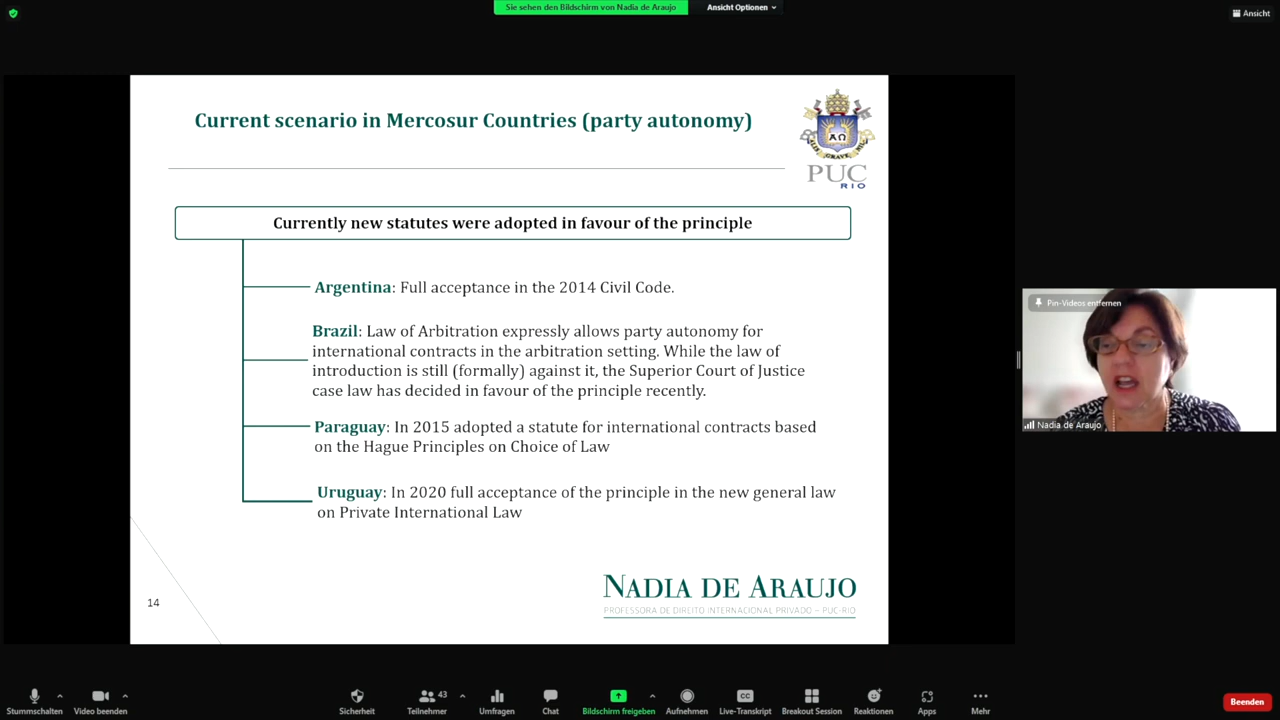 Sie sehen den Bildschirm von Nadia de Araujo
Ansicht Optionen
Ansicht
Current scenario in Mercosur Countries (party autonomy)
PUC
RIO
Currently new statutes were adopted in favour of the principle
Argentina: Full acceptance in the 2014 Civil Code.
Brazil: Law of Arbitration expressly allows party autonomy for
international contracts in the arbitration setting. While the law of
introduction is still (formally) against it, the Superior Court of Justice
case law has decided in favour of the principle recently.
Paraguay: In 2015 adopted a statute for international contracts based
on the Hague Principles on Choice of Law
Uruguay: In 2020 full acceptance of the principle in the new general law
on Private International Law
14
NADIA DE ARAUJO
PROFESSORA DE DIREITO INTERNACIONAL PRIVADO – PUC-RIO
Pin-Videos entfernen
Nadia de Araujo
Stummschalten
Video beenden
Sicherheit
43
Teilnehmer
Umfragen
Chat
Bildschirm freigeben
Aufnehmen
CC
Live-Transkript
Breakout Session
Reaktionen
Apps
Mehr
Beenden